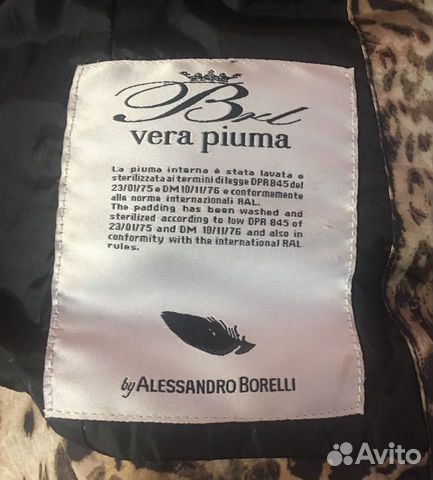 Brl
vera piuma
La piuma interna é stata lavata e
sterilizzata ai termini di legge DPR 845 del
23/01/75 e DM 10/11/76 e conformemente
alle norme internazionali RAL.
The padding has been washed and
sterilized according to low DPR 845 of
23/01/75 and DM 10/11/76 and also in
conformity with the international RAL
rules.
by ALESSANDRO BORELLI
Avito